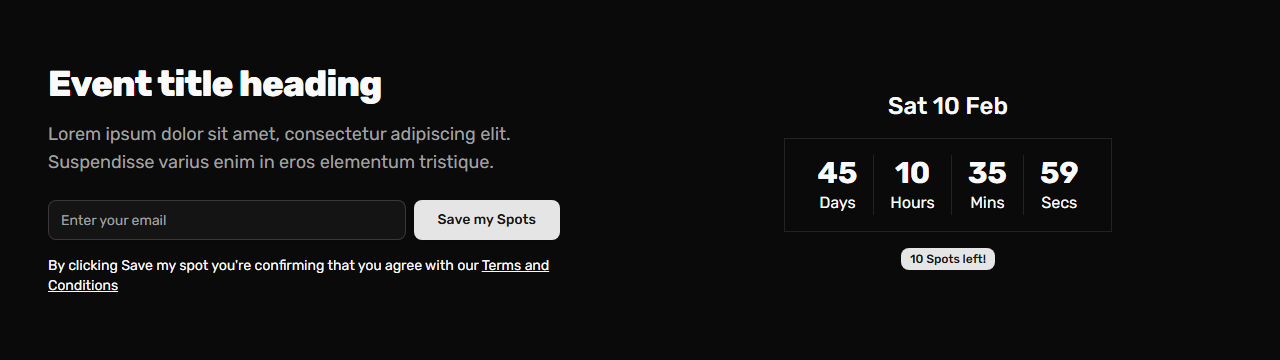 Event title heading
Lorem ipsum dolor sit amet, consectetur adipiscing elit.
Suspendisse varius enim in eros elementum tristique.
Enter your email
Save my Spots
By clicking Save my spot you're confirming that you agree with our Terms and
Conditions
Sat 10 Feb
45 10 35 59
Days Hours Mins Secs
10 Spots left!